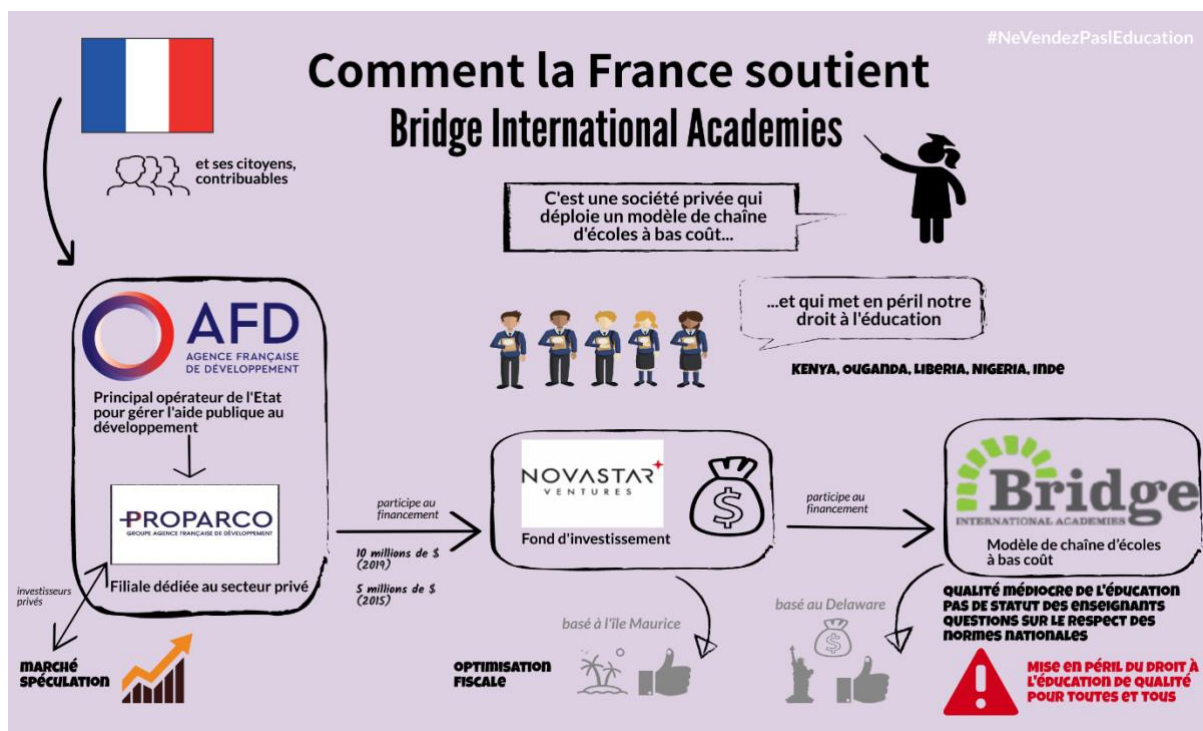 #NeVendezPaslEducation
Comment la France soutient
Bridge International Academies
et ses citoyens,
contribuables
C'est une société privée qui
déploie un modèle de chaîne
d'écoles à bas coût...
...et qui met en péril notre
droit à l'éducation
KENYA, OUGANDA, LIBERIA, NIGERIA, INDE
AFD
AGENCE FRANÇAISE
DE DÉVELOPPEMENT
Principal opérateur de l'Etat
pour gérer l'aide publique au
développement
PROPARCO
GROUPE AGENCE FRANÇAISE DE DÉVELOPPEMENT
Filiale dédiée au secteur privé
investisseurs
privés
MARCHÉ
SPÉCULATION
participe au
financement
10 millions de $
(2019)
5 millions de $
(2015)
NOVASTAR
VENTURES
$
Fond d'investissement
basé à l'île Maurice
OPTIMISATION
FISCALE
participe au
financement
basé au Delaware
$
Bridge
INTERNATIONAL ACADEMIES
Modèle de chaîne d'écoles
à bas coût
QUALITÉ MÉDIOCRE DE L'ÉDUCATION
PAS DE STATUT DES ENSEIGNANTS
QUESTIONS SUR LE RESPECT DES
NORMES NATIONALES
MISE EN PÉRIL DU DROIT À
L'ÉDUCATION DE QUALITÉ
POUR TOUTES ET TOUS